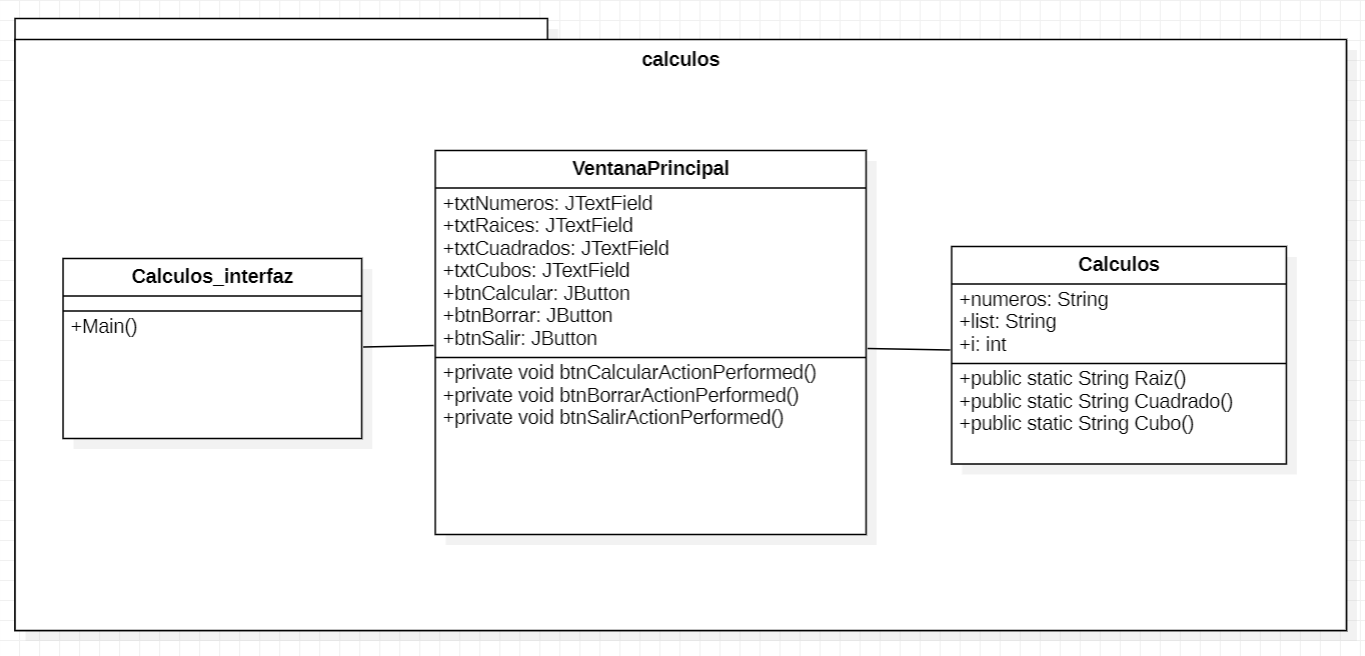 calculos
Calculos_interfaz
+Main()
VentanaPrincipal
+txtNumeros: JTextField
+txtRaices: JTextField
+txtCuadrados: JTextField
+txtCubos: JTextField
+btnCalcular: JButton
+btnBorrar: JButton
+btnSalir: JButton
+private void btnCalcularActionPerformed()
+private void btnBorrarActionPerformed()
+private void btnSalirActionPerformed()
Calculos
+numeros: String
+list: String
+i: int
+public static String Raiz()
+public static String Cuadrado()
+public static String Cubo()